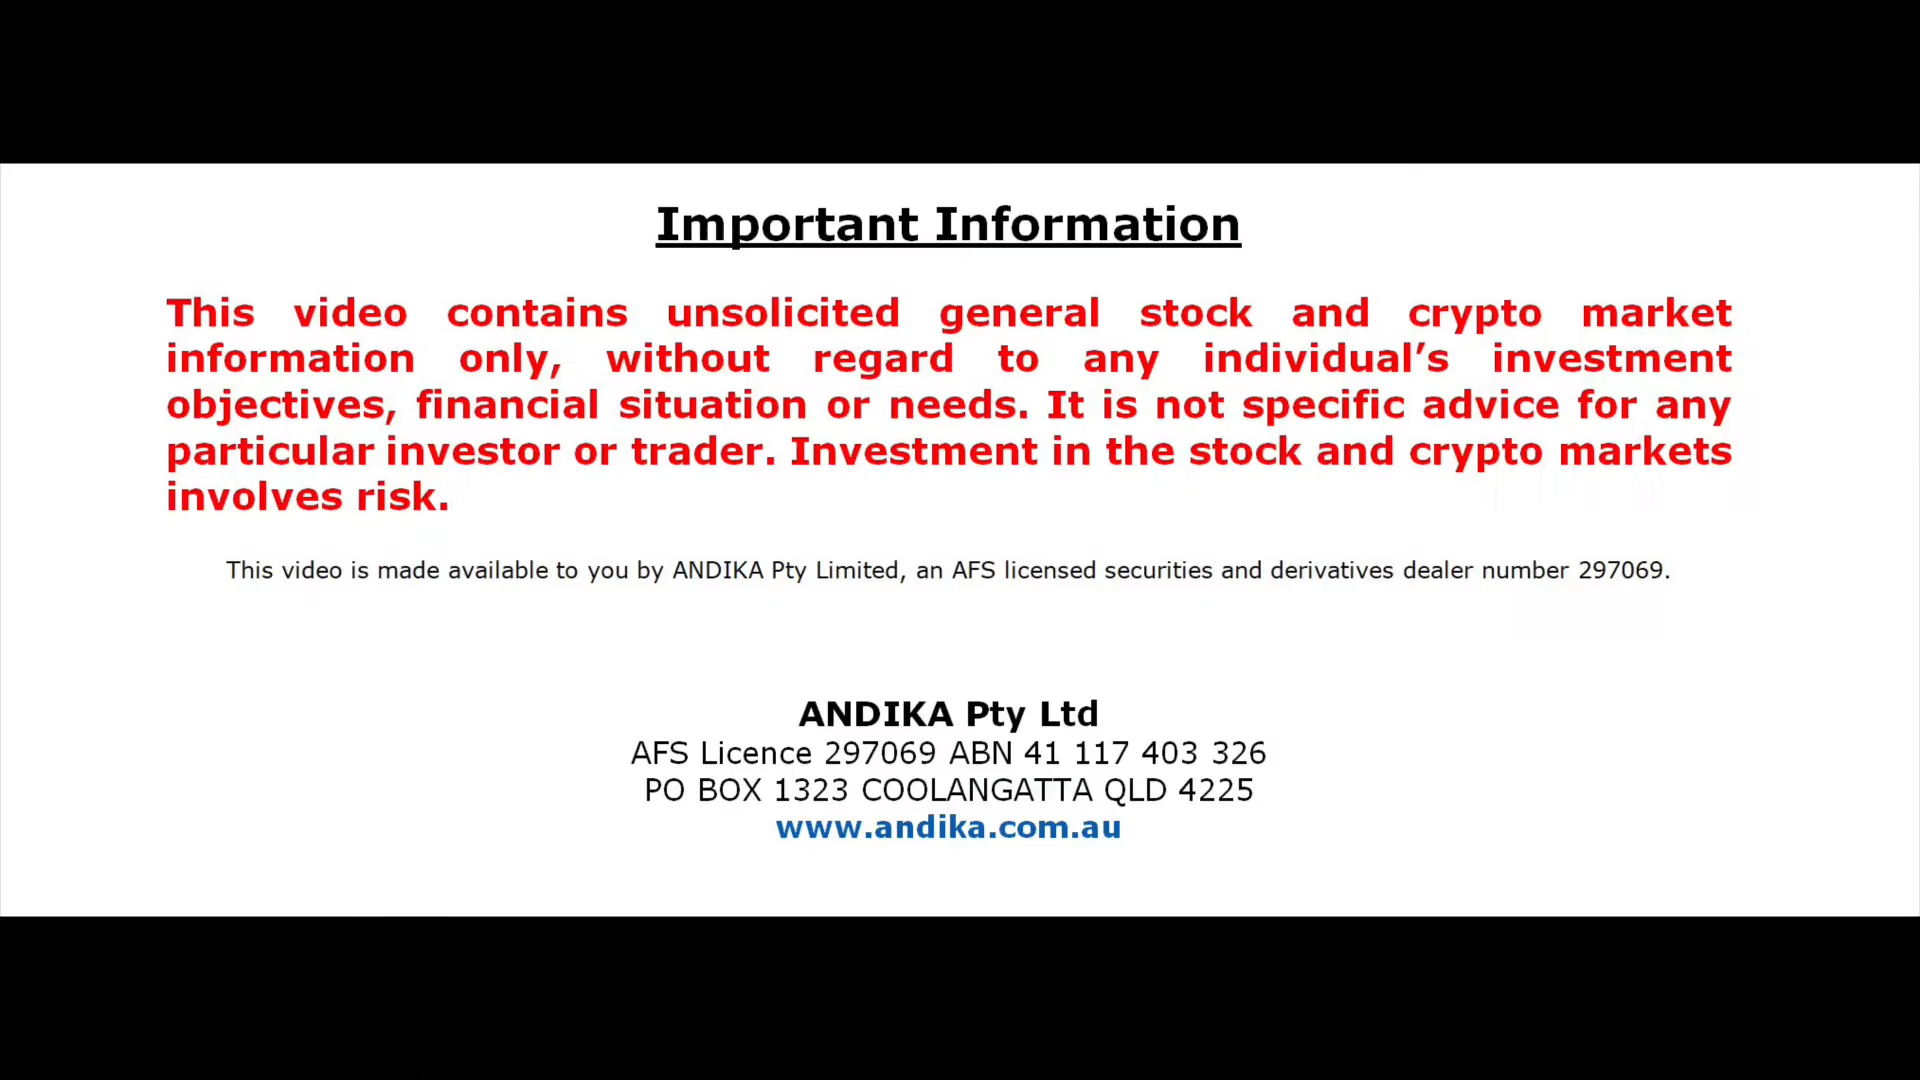 Important Information
This video contains unsolicited general stock and crypto market
information only, without regard to any individual’s investment
objectives, financial situation or needs. It is not specific advice for any
particular investor or trader. Investment in the stock and crypto markets
involves risk.
This video is made available to you by ANDIKA Pty Limited, an AFS licensed securities and derivatives dealer number 297069.
ANDIKA Pty Ltd
AFS Licence 297069 ABN 41 117 403 326
PO BOX 1323 COOLANGATTA QLD 4225
www.andika.com.au